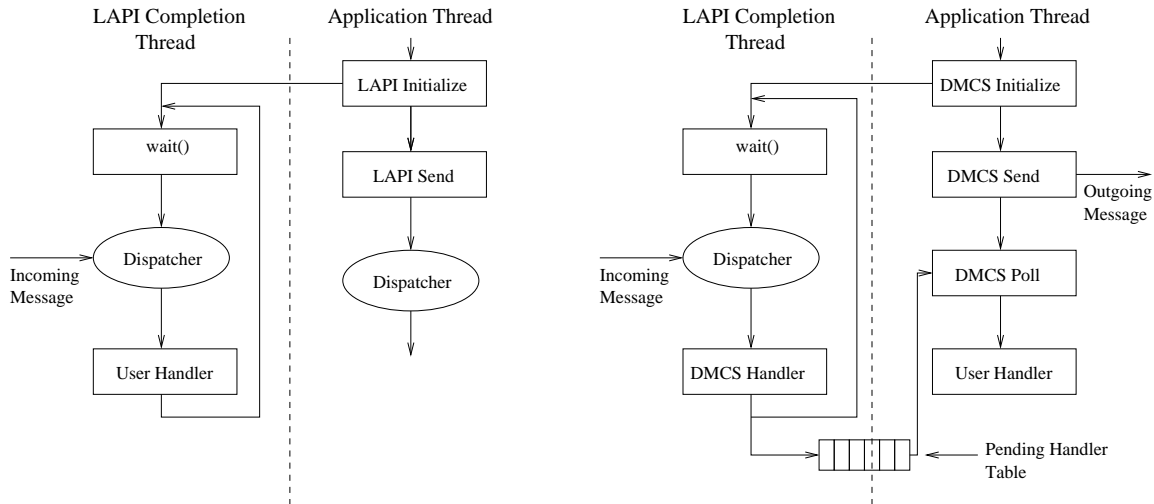 LAPI Completion
Thread
Application Thread
LAPI Initialize
wait()
LAPI Send
Dispatcher
Incoming
Message
Dispatcher
User Handler
LAPI Completion
Thread
Application Thread
DMCS Initialize
wait()
DMCS Send
Outgoing
Message
Dispatcher
Incoming
Message
DMCS Poll
DMCS Handler
User Handler
Pending Handler
Table